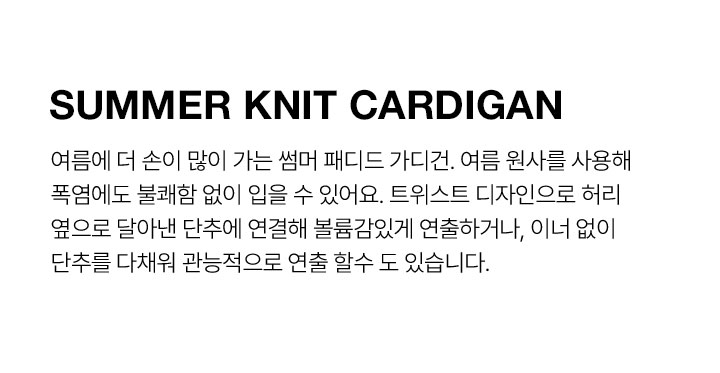 SUMMER KNIT CARDIGAN
여름에 더 손이 많이 가는 썸머 패디드 가디건. 여름 원사를 사용해
폭염에도 불쾌함 없이 입을 수 있어요. 트위스트 디자인으로 허리
옆으로 달아낸 단추에 연결해 볼륨감있게 연출하거나, 이너 없이
단추를 다채워 관능적으로 연출 할수 도 있습니다.